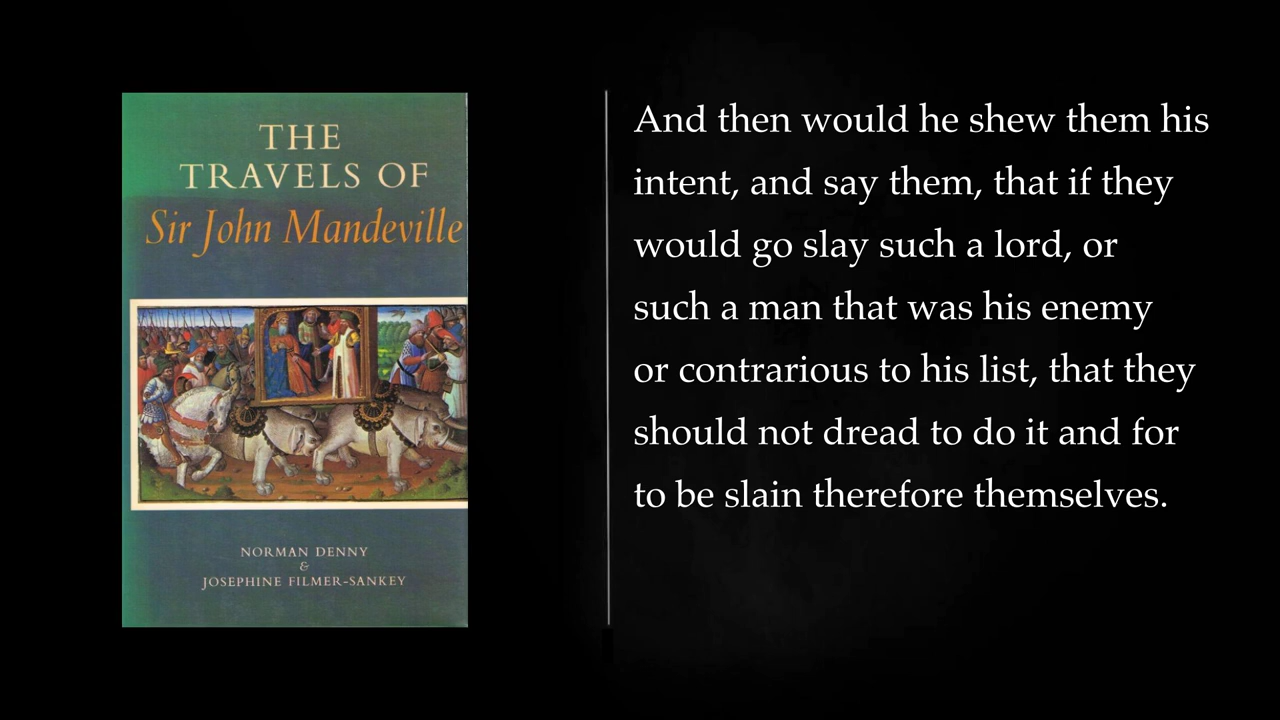 THE
TRAVELS OF
Sir John Mandeville
NORMAN DENNY
&
JOSEPHINE FILMER-SANKEY
And then would he shew them his
intent, and say them, that if they
would go slay such a lord, or
such a man that was his enemy
or contrarious to his list, that they
should not dread to do it and for
to be slain therefore themselves.